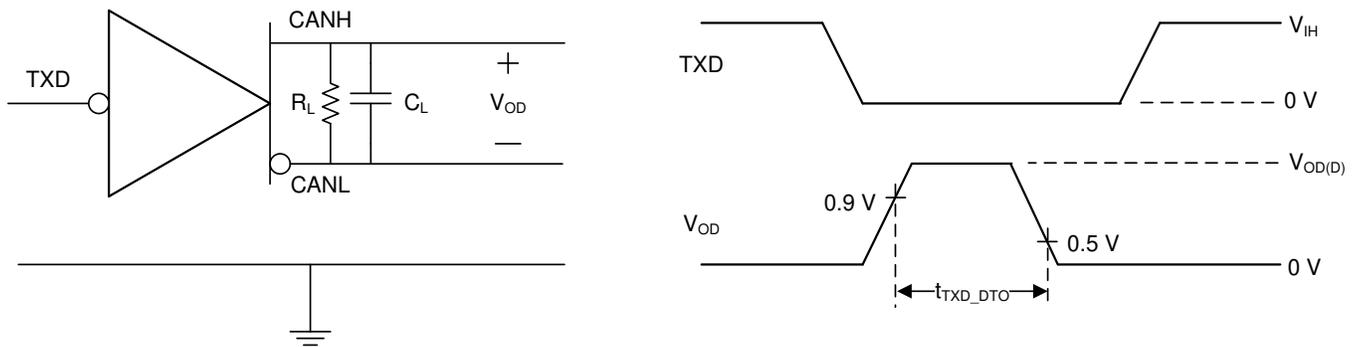 CANH
TXD
R_L
C_L
+
V_OD
—
CANL
TXD
V_IH
0 V
V_OD(D)
0.9 V
V_OD
0.5 V
0 V
t_TXD_DTO